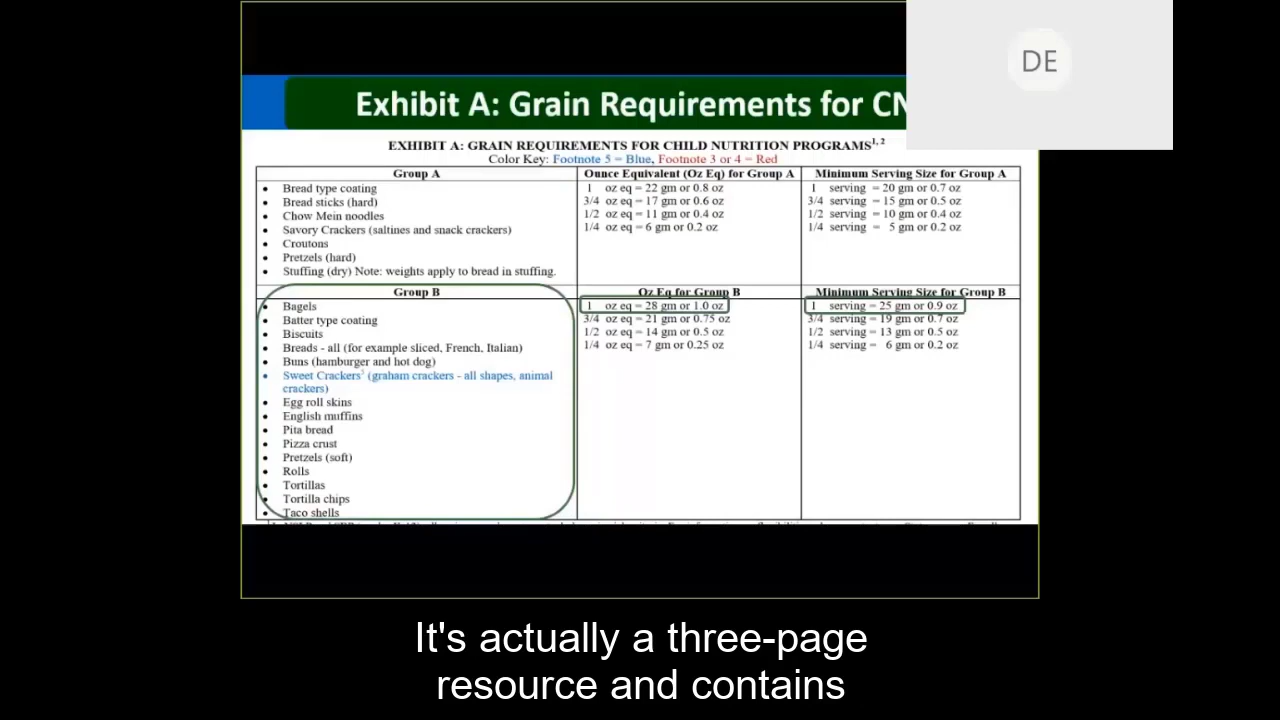 DE
Exhibit A: Grain Requirements for CN
EXHIBIT A: GRAIN REQUIREMENTS FOR CHILD NUTRITION PROGRAMS1, 2
Color Key: Footnote 5 = Blue, Footnote 3 or 4 = Red
Group A
• Bread type coating
• Bread sticks (hard)
• Chow Mein noodles
• Savory Crackers (saltines and snack crackers)
• Croutons
• Pretzels (hard)
• Stuffing (dry) Note: weights apply to bread in stuffing.
Ounce Equivalent (Oz Eq) for Group A
1 oz eq = 22 gm or 0.8 oz
3/4 oz eq = 17 gm or 0.6 oz
1/2 oz eq = 11 gm or 0.4 oz
1/4 oz eq = 6 gm or 0.2 oz
Minimum Serving Size for Group A
1 serving = 20 gm or 0.7 oz
3/4 serving = 15 gm or 0.5 oz
1/2 serving = 10 gm or 0.4 oz
1/4 serving = 5 gm or 0.2 oz
Group B
• Bagels
• Batter type coating
• Biscuits
• Breads - all (for example sliced, French, Italian)
• Buns (hamburger and hot dog)
• Sweet Crackers (graham crackers - all shapes, animal
crackers)
• Egg roll skins
• English muffins
• Pita bread
• Pizza crust
• Pretzels (soft)
• Rolls
• Tortillas
• Tortilla chips
• Taco shells
Oz Eq for Group B
1 oz eq = 28 gm or 1.0 oz
3/4 oz eq = 21 gm or 0.75 oz
1/2 oz eq = 14 gm or 0.5 oz
1/4 oz eq = 7 gm or 0.25 oz
Minimum Serving Size for Group B
1 serving = 25 gm or 0.9 oz
3/4 serving = 19 gm or 0.7 oz
1/2 serving = 13 gm or 0.5 oz
1/4 serving = 6 gm or 0.2 oz
It's actually a three-page
resource and contains